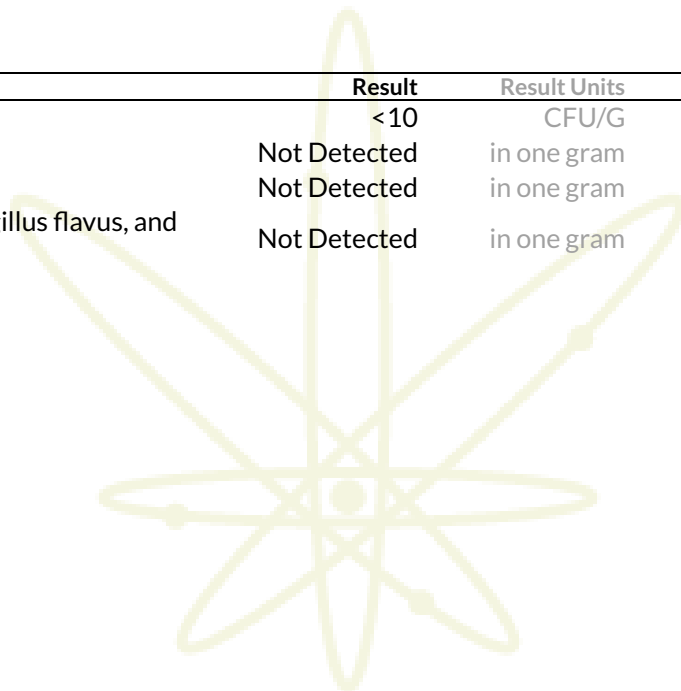 Result Result Units
<10 CFU/G
Not Detected in one gram
Not Detected in one gram
illus flavus, and
Not Detected in one gram